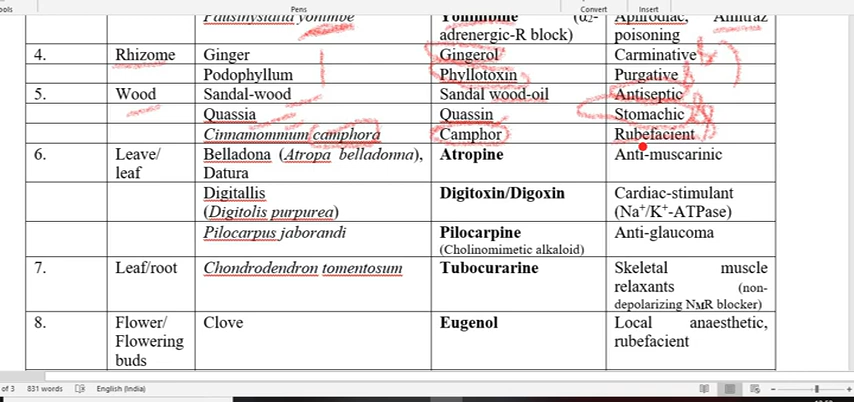 ols Pens Convert Insert
Pausinystalia yohimbe Yohimbine (α2- Aphrodiac, Amitraz
adrenergic-R block) poisoning
4. Rhizome Ginger Gingerol Carminative
Podophyllum Phyllotoxin Purgative
5. Wood Sandal-wood Sandal wood-oil Antiseptic
Quassia Quassin Stomachic
Cinnamomnum camphora Camphor Rubefacient
6. Leave/ Belladona (Atropa belladonna), Atropine Anti-muscarinic
leaf Datura
Digitallis Digitoxin/Digoxin Cardiac-stimulant
(Digitolis purpurea) (Na+/K+-ATPase)
Pilocarpus jaborandi Pilocarpine Anti-glaucoma
(Cholinomimetic alkaloid)
7. Leaf/root Chondrodendron tomentosum Tubocurarine Skeletal muscle
relaxants (non-
depolarizing NMR blocker)
8. Flower/ Clove Eugenol Local anaesthetic,
Flowering rubefacient
buds
of 3 831 words English (India)